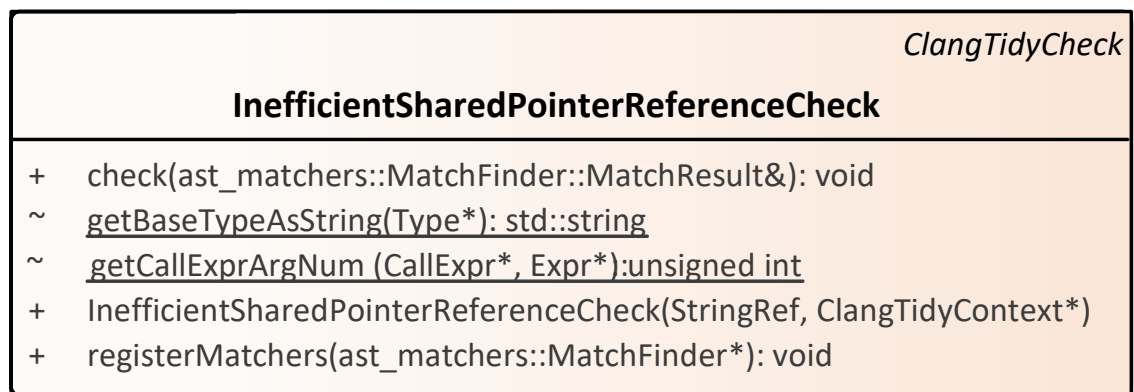 ClangTidyCheck
InefficientSharedPointerReferenceCheck
+ check(ast_matchers::MatchFinder::MatchResult&): void
~ getBaseTypeAsString(Type*): std::string
~ getCallExprArgNum (CallExpr*, Expr*):unsigned int
+ InefficientSharedPointerReferenceCheck(StringRef, ClangTidyContext*)
+ registerMatchers(ast_matchers::MatchFinder*): void